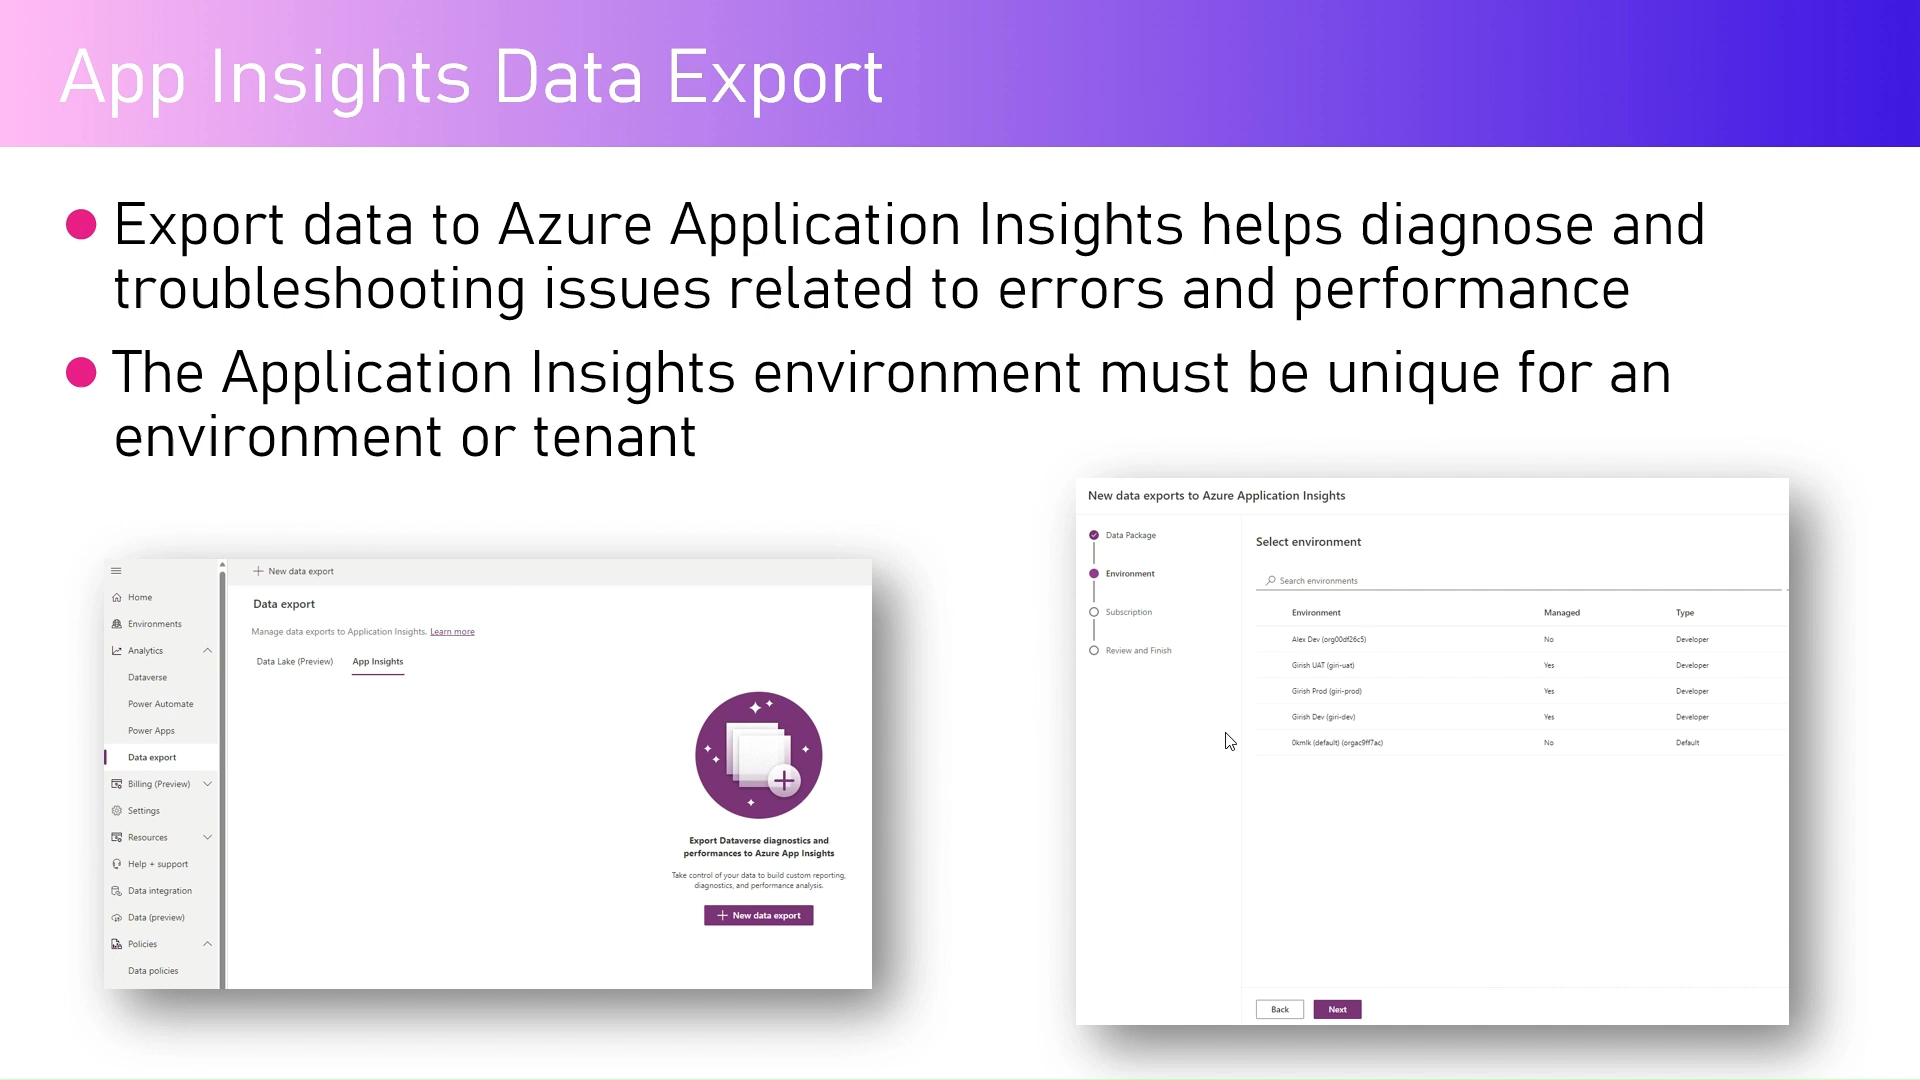 App Insights Data Export
Export data to Azure Application Insights helps diagnose and
troubleshooting issues related to errors and performance
The Application Insights environment must be unique for an
environment or tenant
New data export
Home
Environments
Analytics
Dataverse
Power Automate
Power Apps
Data export
Billing (Preview)
Settings
Resources
Help + support
Data integration
Data (preview)
Policies
Data policies
Data export
Manage data exports to Application Insights. Learn more
Data Lake (Preview) App Insights
Export Dataverse diagnostics and
performances to Azure App Insights
Take control of your data to build custom reporting,
diagnostics, and performance analysis.
New data export
New data exports to Azure Application Insights
Data Package
Environment
Subscription
Review and Finish
Select environment
Search environments
Environment Managed Type
Alex Dev (org00df26c5) No Developer
Girish UAT (giri-uat) Yes Developer
Girish Prod (giri-prod) Yes Developer
Girish Dev (giri-dev) Yes Developer
0kmlk (default) (orgac9ff7ac) No Default
Back Next